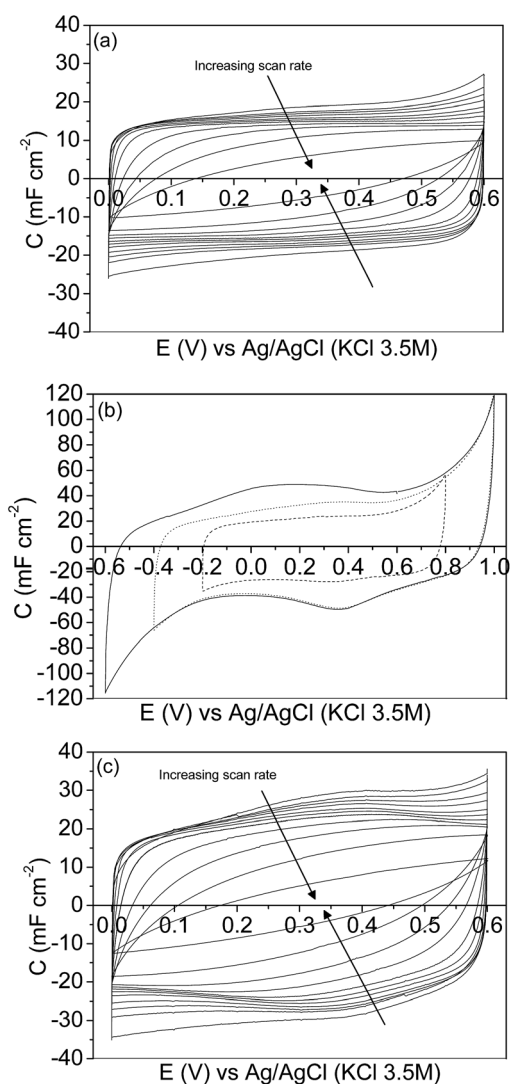 (a)
Increasing scan rate
40
30
20
10
0
-10
-20
-30
-40
0.0 0.1 0.2 0.3 0.4 0.5 0.6
C (mF cm-2)
E (V) vs Ag/AgCl (KCl 3.5M)
(b)
120
100
80
60
40
20
0
-20
-40
-60
-80
-100
-120
-0.6 -0.4 -0.2 0.0 0.2 0.4 0.6 0.8 1.0
C (mF cm-2)
E (V) vs Ag/AgCl (KCl 3.5M)
(c)
Increasing scan rate
40
30
20
10
0
-10
-20
-30
-40
0.0 0.1 0.2 0.3 0.4 0.5 0.6
C (mF cm-2)
E (V) vs Ag/AgCl (KCl 3.5M)